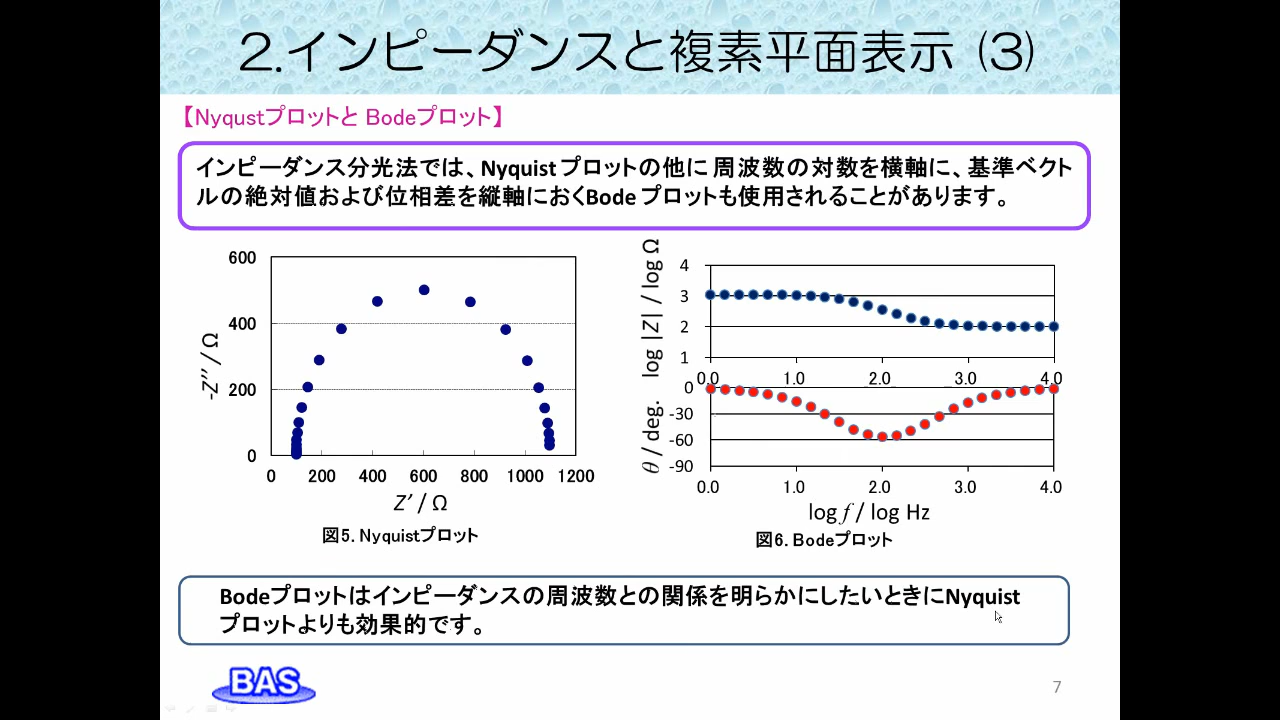 2.インピーダンスと複素平面表示 (3)
【NyqustプロットとBodeプロット】
インピーダンス分光法では、Nyquist プロットの他に周波数の対数を横軸に、基準ベクト
ルの絶対値および位相差を縦軸におくBode プロットも使用されることがあります。
600
400
200
0
-Z’’ / Ω
0 200 400 600 800 1000 1200
Z’ / Ω
図5. Nyquistプロット
log |Z| / log Ω
4
3
2
1
0.0 1.0 2.0 3.0 4.0
θ / deg.
0
-30
-60
-90
0.0 1.0 2.0 3.0 4.0
log f / log Hz
図6. Bodeプロット
Bodeプロットはインピーダンスの周波数との関係を明らかにしたいときにNyquist
プロットよりも効果的です。
BAS
7